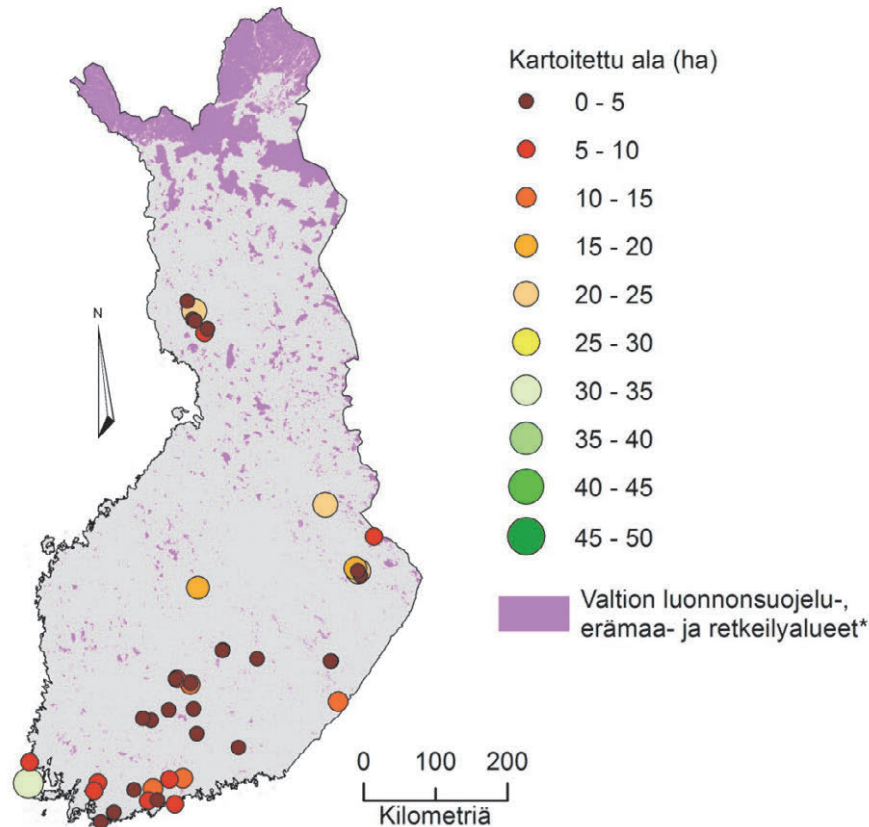 Kartoitettu ala (ha)
0 - 5
5 - 10
10 - 15
15 - 20
20 - 25
25 - 30
30 - 35
35 - 40
40 - 45
45 - 50
Valtion luonnonsuojelu-,
erämaa- ja retkeilyalueet*
N
0 100 200
Kilometriä